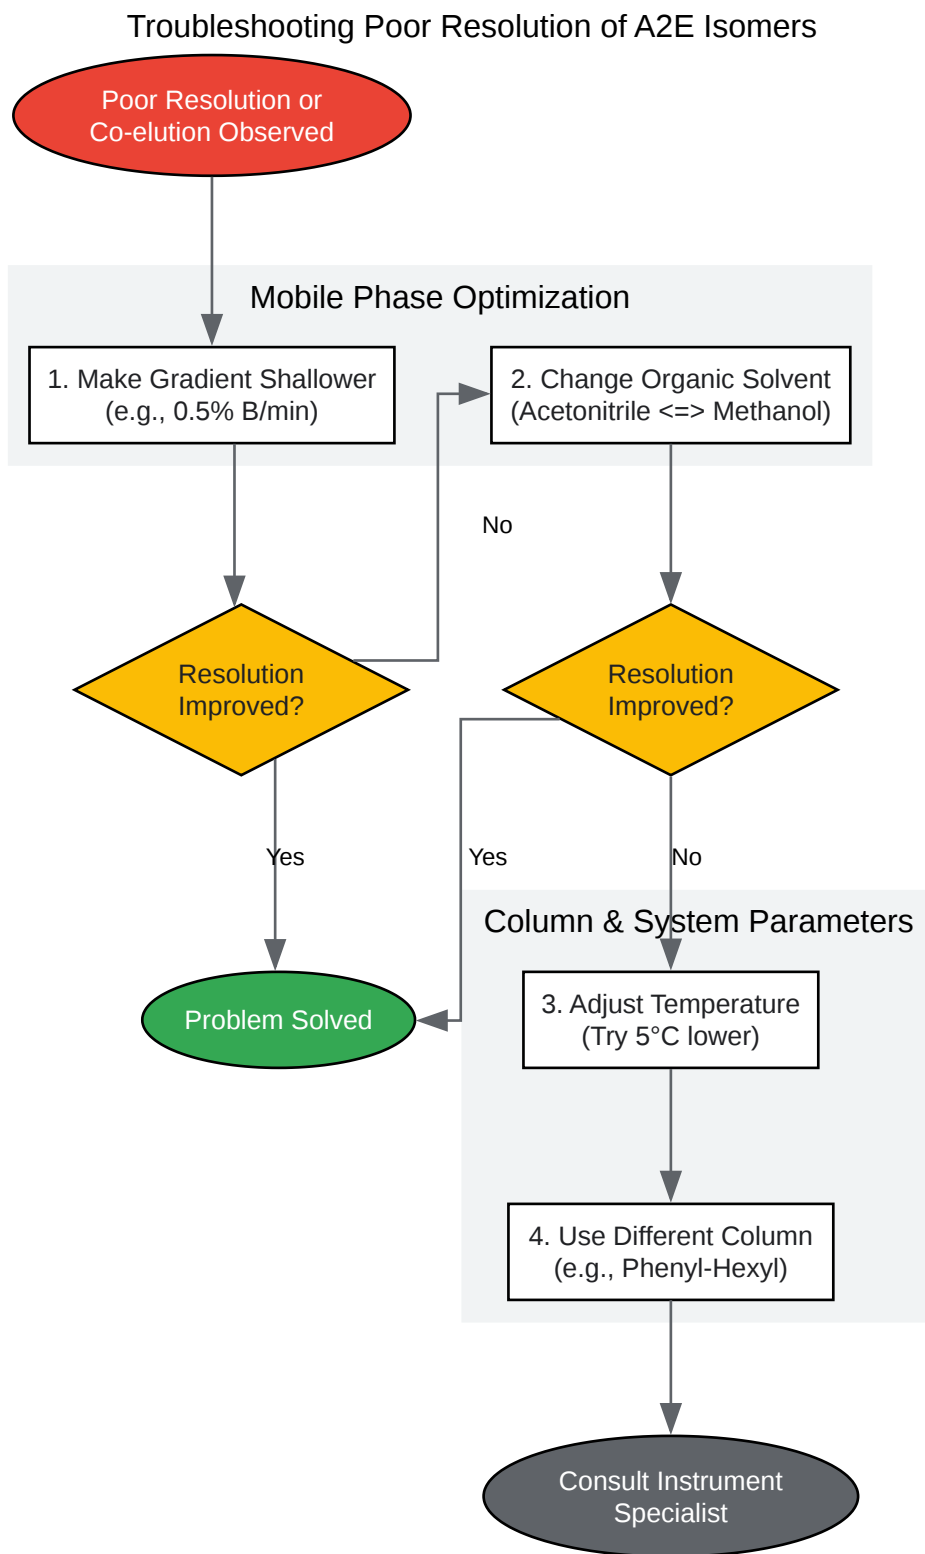 Troubleshooting Poor Resolution of A2E Isomers
Poor Resolution or
Co-elution Observed
Mobile Phase Optimization
1. Make Gradient Shallower
(e.g., 0.5% B/min)
2. Change Organic Solvent
(Acetonitrile <=> Methanol)
No
Resolution
Improved?
Resolution
Improved?
Yes
Yes
No
Column & System Parameters
Problem Solved
3. Adjust Temperature
(Try 5°C lower)
4. Use Different Column
(e.g., Phenyl-Hexyl)
Consult Instrument
Specialist